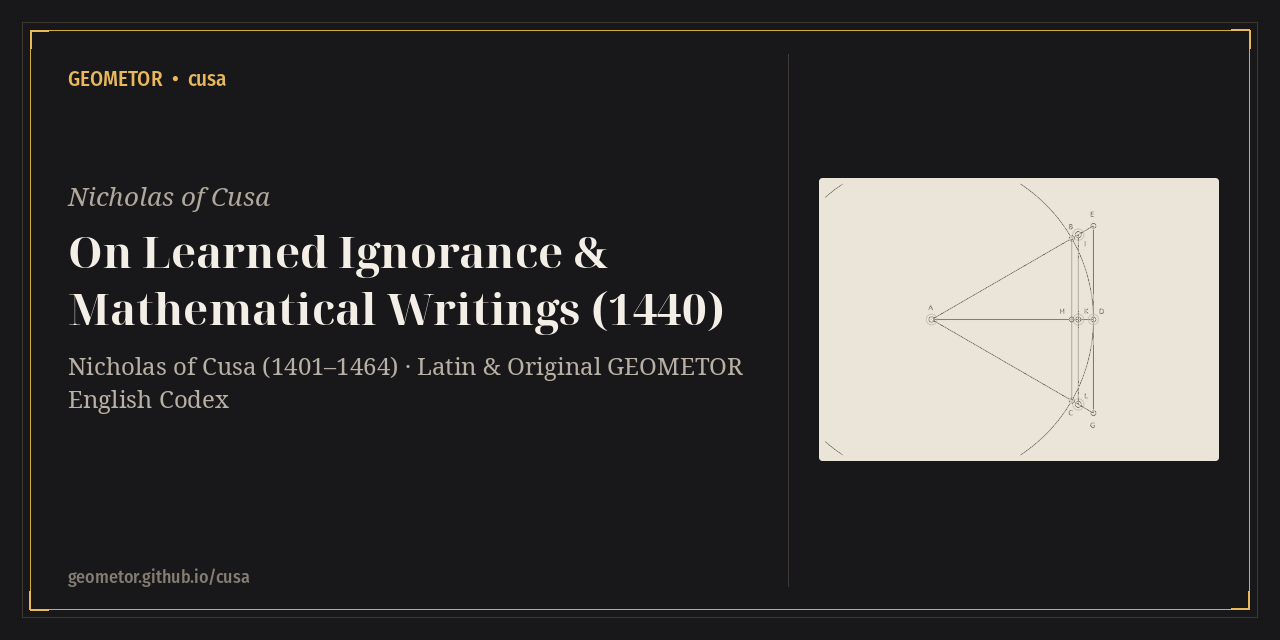 GEOMETOR • cusa
Nicholas of Cusa
On Learned Ignorance &
Mathematical Writings (1440)
Nicholas of Cusa (1401–1464) · Latin & Original GEOMETOR
English Codex
geometor.github.io/cusa
E
B
I
A
H
K
D
L
C
G